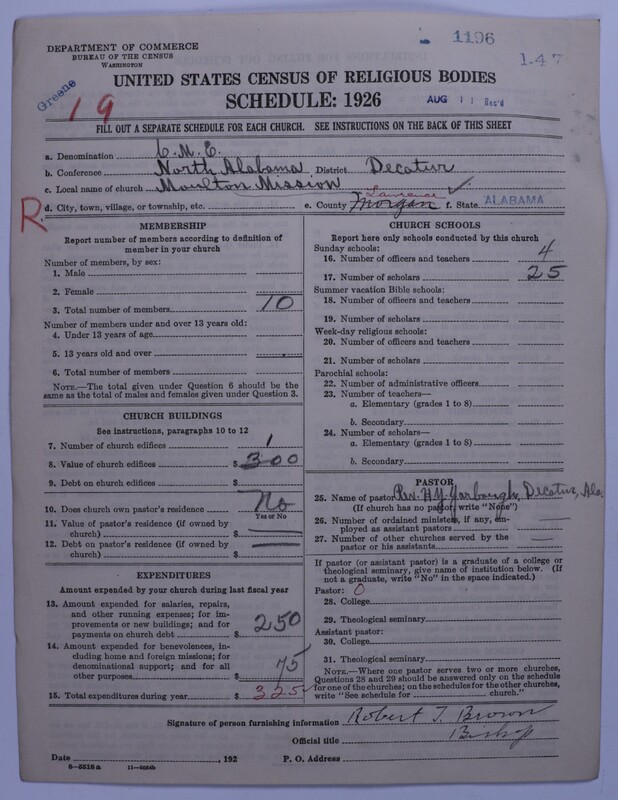 DEPARTMENT OF COMMERCE
BUREAU OF THE CENSUS
WASHINGTON
1196
1-47
UNITED STATES CENSUS OF RELIGIOUS BODIES
SCHEDULE: 1926
AUG 11 Rec'd
Greene
19
FILL OUT A SEPARATE SCHEDULE FOR EACH CHURCH. SEE INSTRUCTIONS ON THE BACK OF THIS SHEET
a. Denomination C.M.E.
b. Conference North Alabama District Decatur
c. Local name of church Moulton Mission
R
d. City, town, village, or township, etc. e. County Morgan Lawrence ✓ f. State ALABAMA
MEMBERSHIP
Report number of members according to definition of
member in your church
Number of members, by sex:
1. Male
2. Female
3. Total number of members 10
Number of members under and over 13 years old:
4. Under 13 years of age
5. 13 years old and over
6. Total number of members
NOTE.—The total given under Question 6 should be the
same as the total of males and females given under Question 3.
CHURCH BUILDINGS
See instructions, paragraphs 10 to 12
7. Number of church edifices 1
8. Value of church edifices $ 300
9. Debt on church edifices $
10. Does church own pastor's residence No
Yes or No
11. Value of pastor's residence (if owned by
church) $
12. Debt on pastor's residence (if owned by
church) $
EXPENDITURES
Amount expended by your church during last fiscal year
13. Amount expended for salaries, repairs,
and other running expenses; for im-
provements or new buildings; and for
payments on church debt $ 250
14. Amount expended for benevolences, in-
cluding home and foreign missions; for
denominational support; and for all
other purposes $ 75
15. Total expenditures during year $ 325
CHURCH SCHOOLS
Report here only schools conducted by this church
Sunday schools:
16. Number of officers and teachers 4
17. Number of scholars 25
Summer vacation Bible schools:
18. Number of officers and teachers
19. Number of scholars
Week-day religious schools:
20. Number of officers and teachers
21. Number of scholars
Parochial schools:
22. Number of administrative officers
23. Number of teachers—
a. Elementary (grades 1 to 8)
b. Secondary
24. Number of scholars—
a. Elementary (grades 1 to 8)
b. Secondary
PASTOR
25. Name of pastor Rev. H.Y. Yarbough, Decatur, Ala.
(If church has no pastor, write "None")
26. Number of ordained ministers, if any, em-
ployed as assistant pastors
27. Number of other churches served by the
pastor or his assistants
If pastor (or assistant pastor) is a graduate of a college or
theological seminary, give name of institution below. (If
not a graduate, write "No" in the space indicated.)
Pastor: 0
28. College
29. Theological seminary
Assistant pastor:
30. College
31. Theological seminary
NOTE.—Where one pastor serves two or more churches,
Questions 28 and 29 should be answered only on the schedule
for one of the churches; on the schedules for the other churches,
write "See schedule for church."
Signature of person furnishing information Robert T. Brown
Official title Bishop
Date , 192 P. O. Address